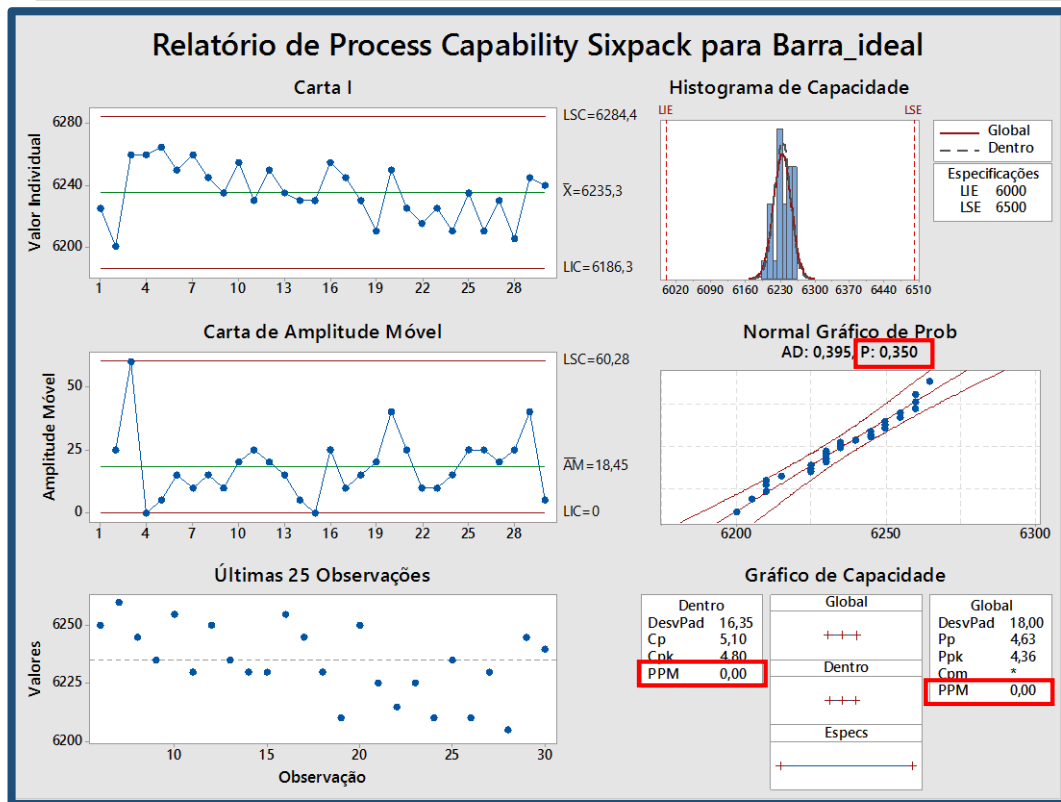 Relatório de Process Capability Sixpack para Barra_ideal
Carta I
Valor Individual
6280
6240
6200
LSC=6284,4
X=6235,3
LIC=6186,3
1 4 7 10 13 16 19 22 25 28
Histograma de Capacidade
LIE LSE
6020 6090 6160 6230 6300 6370 6440 6510
Global
Dentro
Especificações
LIE 6000
LSE 6500
Carta de Amplitude Móvel
Amplitude Móvel
50
25
0
LSC=60,28
AM=18,45
LIC=0
1 4 7 10 13 16 19 22 25 28
Normal Gráfico de Prob
AD: 0,395, P: 0,350
6200 6250 6300
Últimas 25 Observações
Valores
6250
6225
6200
10 15 20 25 30
Observação
Gráfico de Capacidade
Dentro
DesvPad 16,35
Cp 5,10
Cpk 4,80
PPM 0,00
Global
Dentro
Especs
Global
DesvPad 18,00
Pp 4,63
Ppk 4,36
Cpm *
PPM 0,00